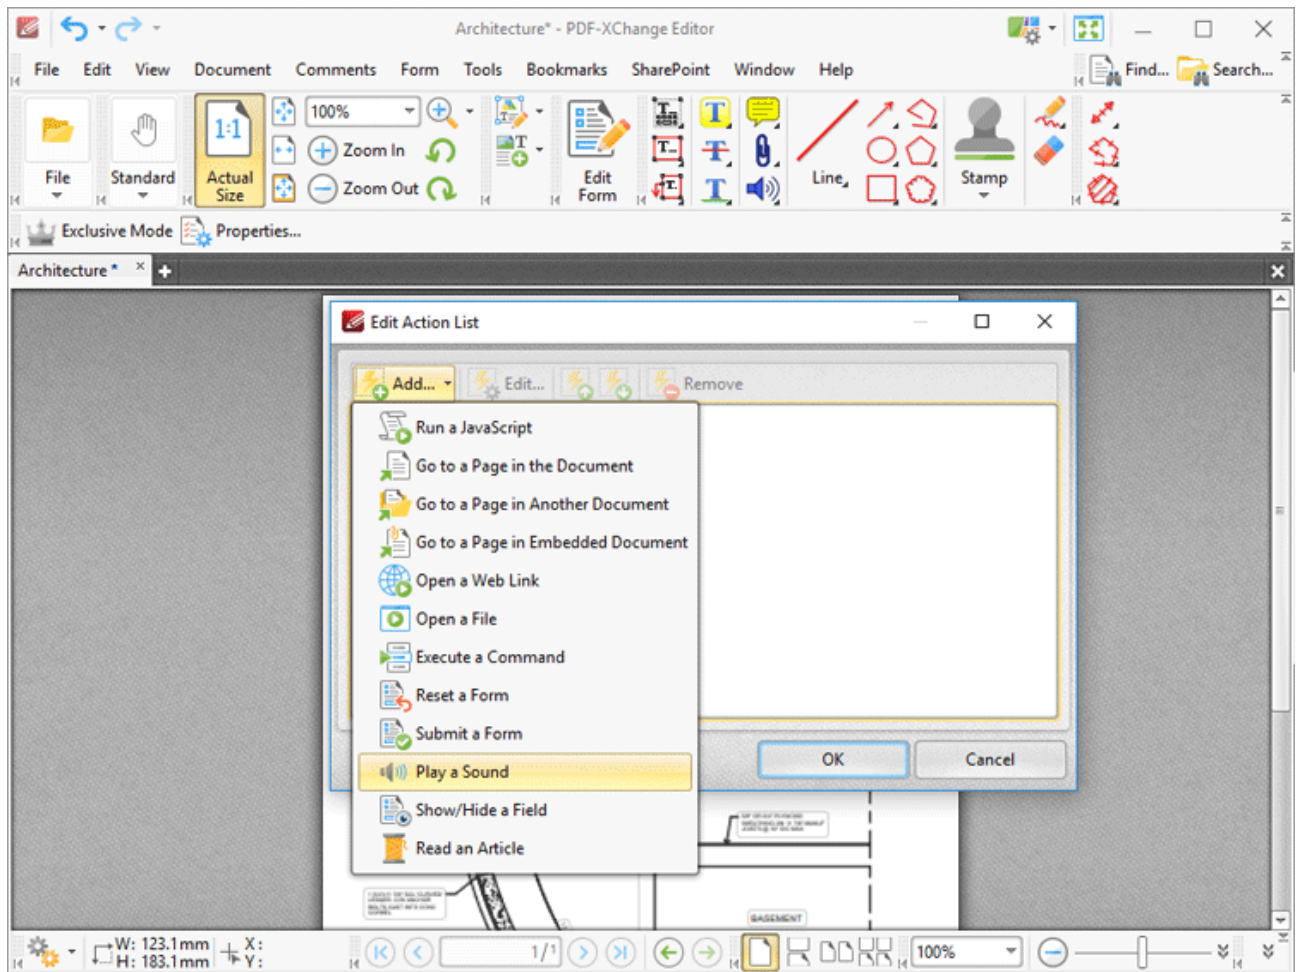 Architecture* - PDF-XChange Editor
File Edit View Document Comments Form Tools Bookmarks SharePoint Window Help Find... Search...
File
Standard
1:1
Actual
Size
100%
Zoom In
Zoom Out
Edit
Form
Line
Stamp
Exclusive Mode Properties...
Architecture *
Edit Action List
Add... Edit... Remove
Run a JavaScript
Go to a Page in the Document
Go to a Page in Another Document
Go to a Page in Embedded Document
Open a Web Link
Open a File
Execute a Command
Reset a Form
Submit a Form
Play a Sound
Show/Hide a Field
Read an Article
OK Cancel
BASEMENT
W: 123.1mm
H: 183.1mm
X:
Y:
1/1
100%